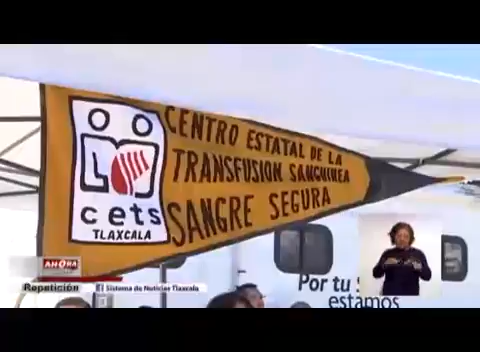 CENTRO ESTATAL DE LA
TRANSFUSION SANGUINEA
SANGRE SEGURA
cets
TLAXCALA
Por tu
estamos
AHORA
Repetición
Sistema de Noticias Tlaxcala